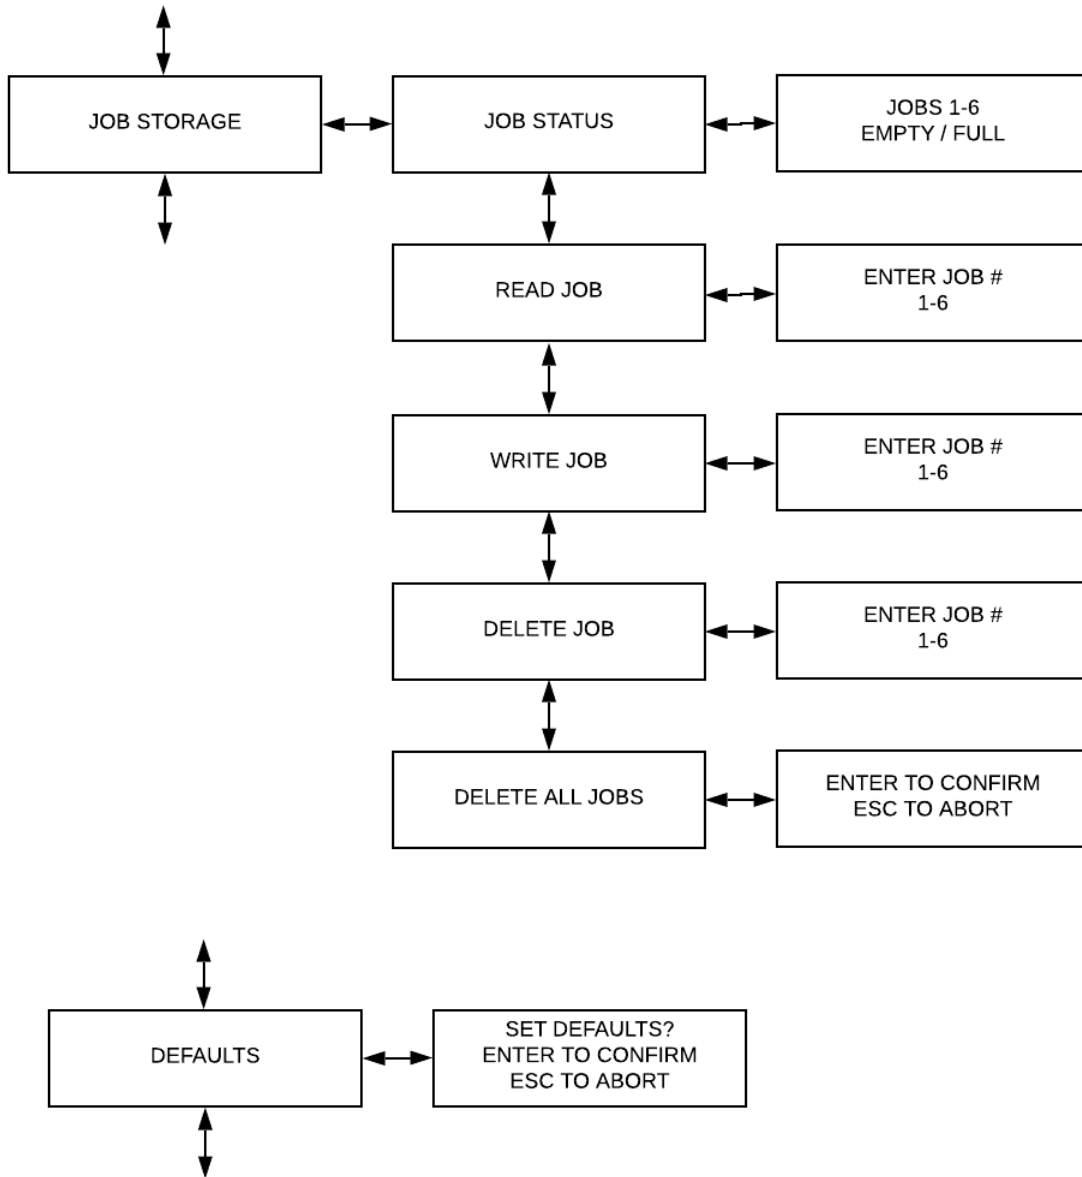 JOB STORAGE
JOB STATUS
JOBS 1-6
EMPTY / FULL
READ JOB
ENTER JOB #
1-6
WRITE JOB
ENTER JOB #
1-6
DELETE JOB
ENTER JOB #
1-6
DELETE ALL JOBS
ENTER TO CONFIRM
ESC TO ABORT
DEFAULTS
SET DEFAULTS?
ENTER TO CONFIRM
ESC TO ABORT